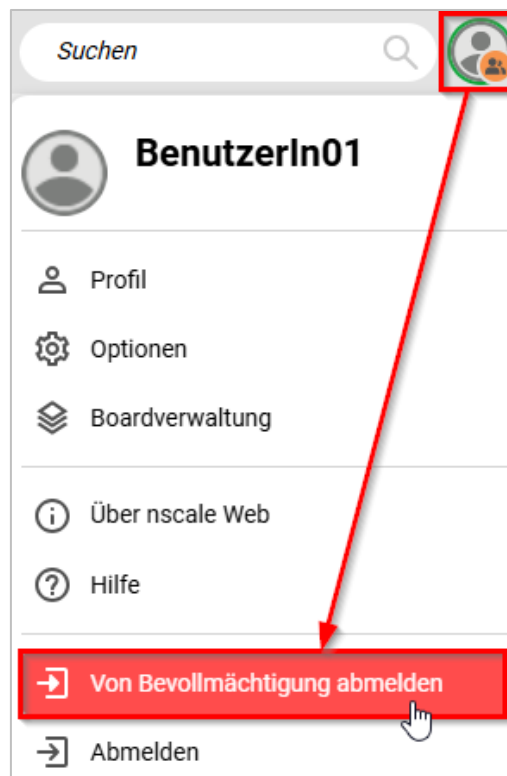 Suchen
BenutzerIn01
Profil
Optionen
Boardverwaltung
Über nscale Web
Hilfe
Von Bevollmächtigung abmelden
Abmelden